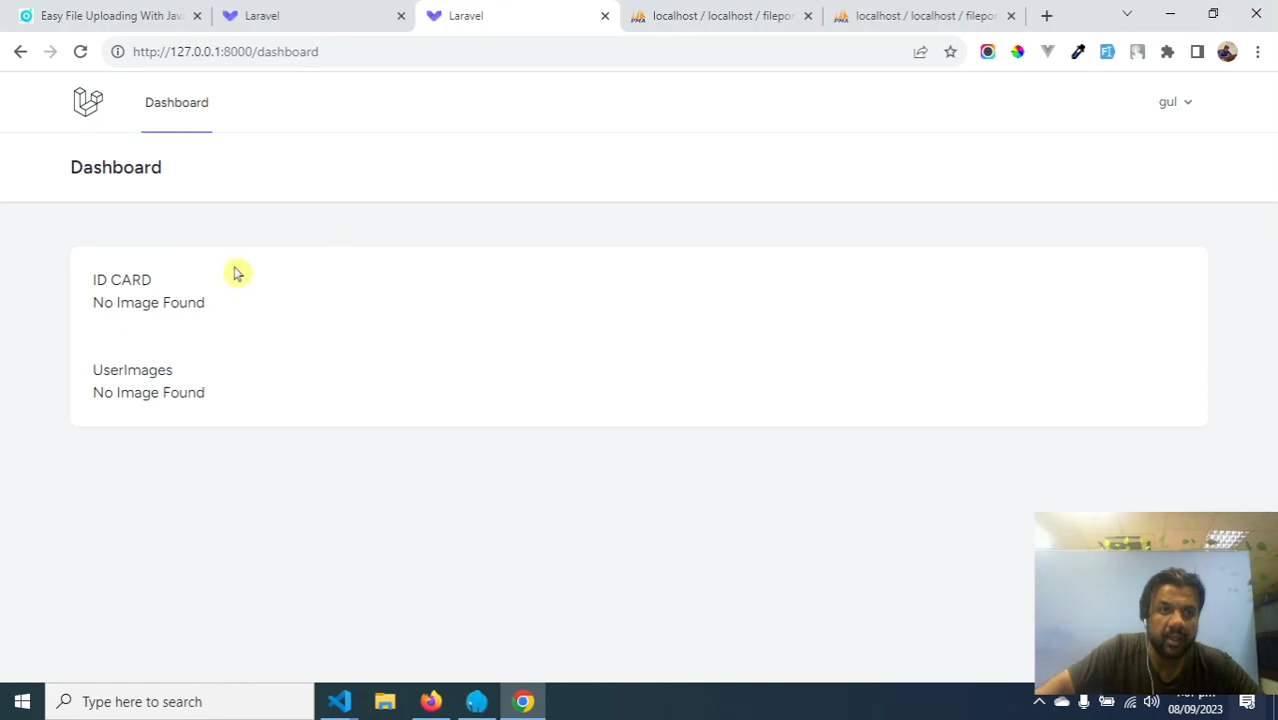 Easy File Uploading With Jav
Laravel
Laravel
localhost / localhost / filepor
localhost / localhost / filepor
http://127.0.0.1:8000/dashboard
Dashboard
gul
Dashboard
ID CARD
No Image Found
UserImages
No Image Found
Type here to search
08/09/2023